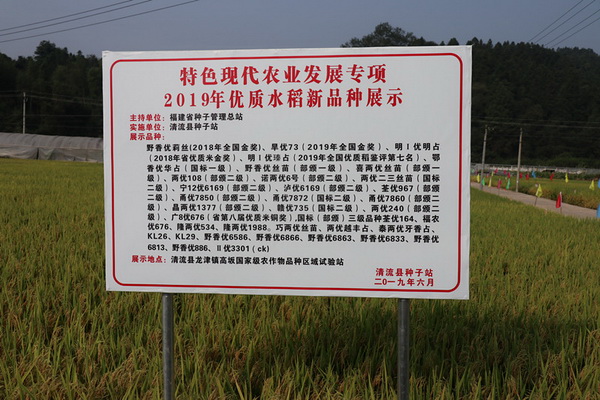 特色现代农业发展专项
2019年优质水稻新品种展示
主持单位：福建省种子管理总站
实施单位：清流县种子站
展示品种：
野香优莉丝(2018年全国金奖)、旱优73（2019年全国金奖）、明Ⅰ优明占
(2018年省优质米金奖）、明Ⅰ优臻占（2019年全国优质稻鉴评第七名）、鄂
香优华占（国标一级）、野香优丝苗（部颁一级）、喜两优丝苗（部颁一
级）、两优108（部颁二级）、诺两优6号（部颁二级）、两优二三丝苗（国标
二级）、宁12优6169（部颁二级）、泸优6169（部颁二级）、荃优967（部颁
二级）、甬优7850（部颁二级）、甬优7872（国标二级）、甬优7860（部颁二
级）、晶两优1377（部颁二级）、赣优735（国标二级）、两优240（部颁二
级）、广8优676（省第八届优质米铜奖）,国标（部颁）三级品种荃优164、福
优676、隆两优534、隆两优1988。巧两优丝苗、两优越丰占、泰两优牙香占、
KL26、KL29、野香优6586、野香优6866、野香优6863、野香优6833、野香优
6813、野香优886、Ⅱ优3301（ck）
展示地点：清流县龙津镇高坂国家级农作物品种区域试验站
清流县种子站
二0一九年六月